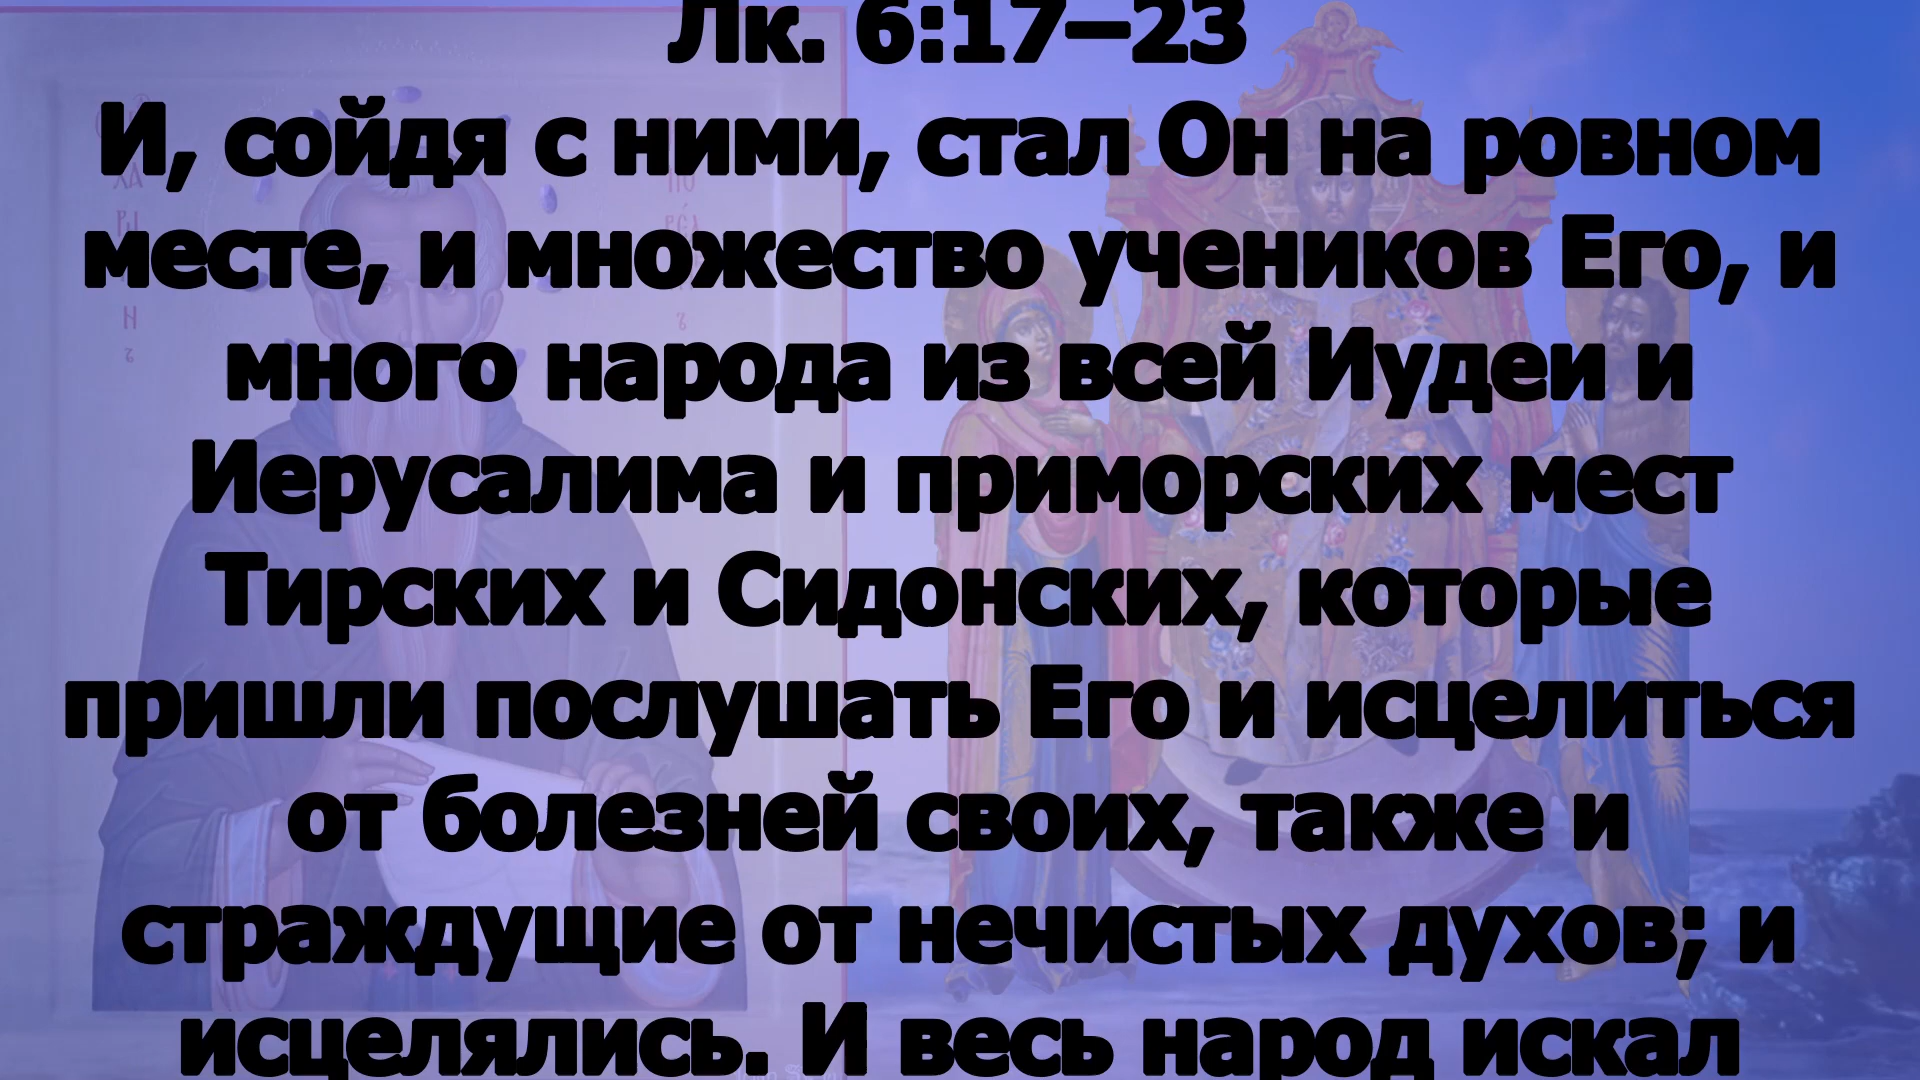 Лк. 6:17–23
И, сойдя с ними, стал Он на ровном
месте, и множество учеников Его, и
много народа из всей Иудеи и
Иерусалима и приморских мест
Тирских и Сидонских, которые
пришли послушать Его и исцелиться
от болезней своих, также и
страждущие от нечистых духов; и
исцелялись. И весь народ искал